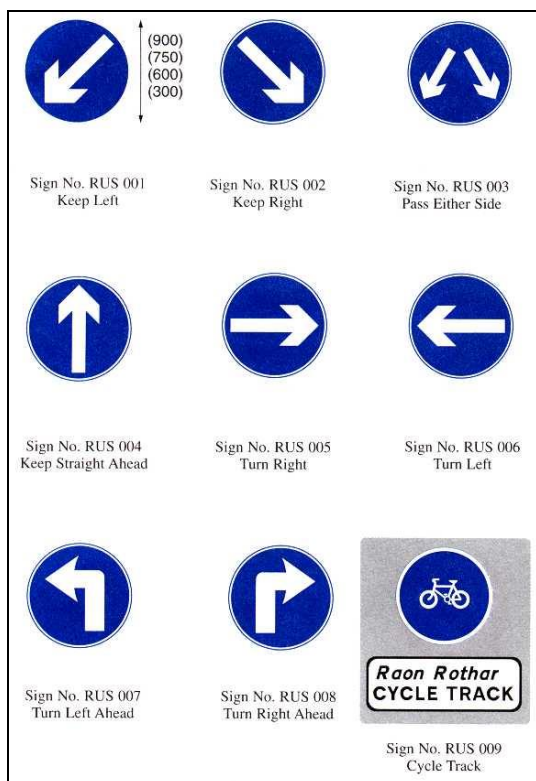 (900)
(750)
(600)
(300)
Sign No. RUS 001
Keep Left
Sign No. RUS 002
Keep Right
Sign No. RUS 003
Pass Either Side
Sign No. RUS 004
Keep Straight Ahead
Sign No. RUS 005
Turn Right
Sign No. RUS 006
Turn Left
Sign No. RUS 007
Turn Left Ahead
Sign No. RUS 008
Turn Right Ahead
Raon Rothar
CYCLE TRACK
Sign No. RUS 009
Cycle Track